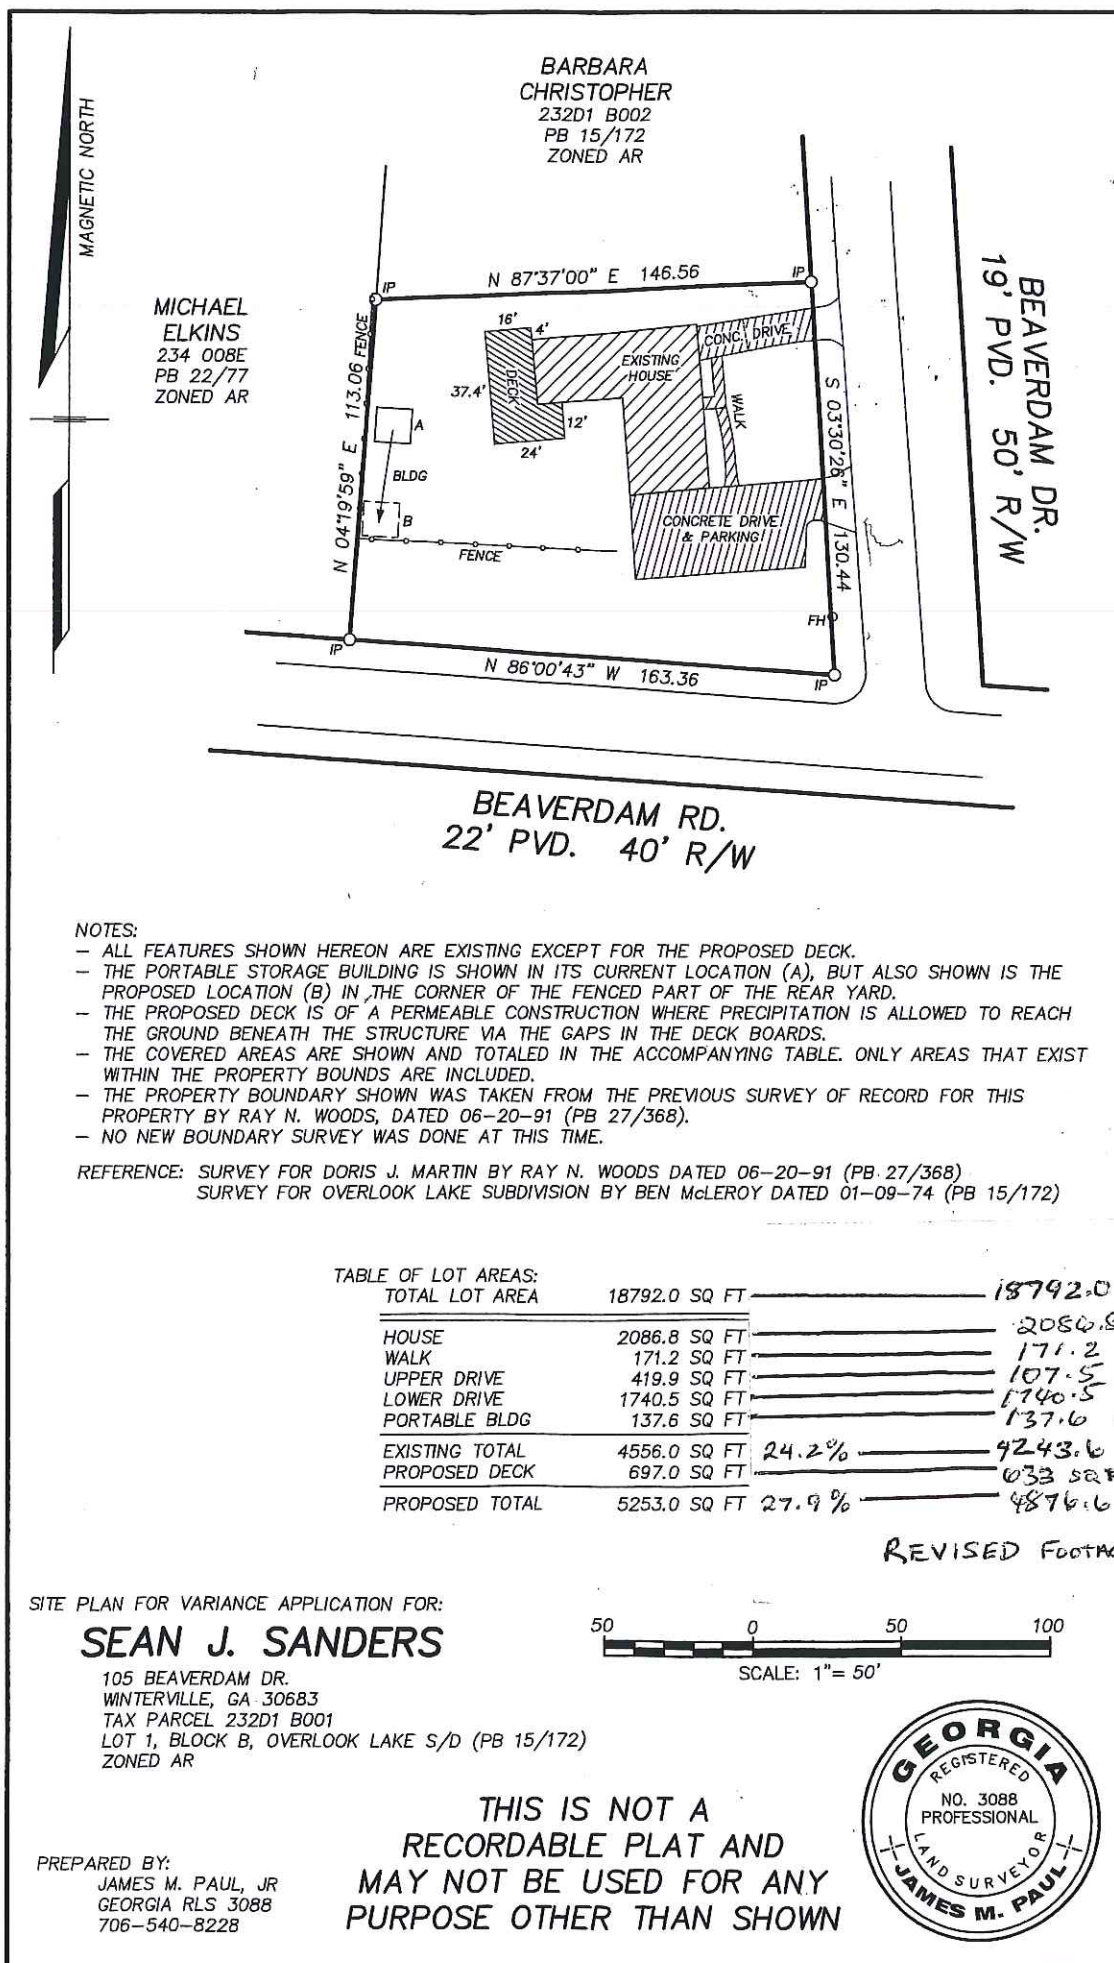 BARBARA
CHRISTOPHER
232D1 B002
PB 15/172
ZONED AR
MAGNETIC NORTH
MICHAEL
ELKINS
234 008E
PB 22/77
ZONED AR
IP
N 87°37'00" E 146.56
IP
BEAVERDAM DR.
19' PVD. 50' R/W
N 04°19'59" E 113.06
FENCE
16'
4'
DECK
37.4'
12'
24'
EXISTING
HOUSE
CONC. DRIVE
WALK
S 03°30'26" E 130.44
A
BLDG
B
FENCE
CONCRETE DRIVE
& PARKING
FH
IP
N 86°00'43" W 163.36
IP
BEAVERDAM RD.
22' PVD. 40' R/W
NOTES:
– ALL FEATURES SHOWN HEREON ARE EXISTING EXCEPT FOR THE PROPOSED DECK.
– THE PORTABLE STORAGE BUILDING IS SHOWN IN ITS CURRENT LOCATION (A), BUT ALSO SHOWN IS THE
PROPOSED LOCATION (B) IN THE CORNER OF THE FENCED PART OF THE REAR YARD.
– THE PROPOSED DECK IS OF A PERMEABLE CONSTRUCTION WHERE PRECIPITATION IS ALLOWED TO REACH
THE GROUND BENEATH THE STRUCTURE VIA THE GAPS IN THE DECK BOARDS.
– THE COVERED AREAS ARE SHOWN AND TOTALED IN THE ACCOMPANYING TABLE. ONLY AREAS THAT EXIST
WITHIN THE PROPERTY BOUNDS ARE INCLUDED.
– THE PROPERTY BOUNDARY SHOWN WAS TAKEN FROM THE PREVIOUS SURVEY OF RECORD FOR THIS
PROPERTY BY RAY N. WOODS, DATED 06–20–91 (PB 27/368).
– NO NEW BOUNDARY SURVEY WAS DONE AT THIS TIME.
REFERENCE: SURVEY FOR DORIS J. MARTIN BY RAY N. WOODS DATED 06–20–91 (PB 27/368)
SURVEY FOR OVERLOOK LAKE SUBDIVISION BY BEN McLEROY DATED 01–09–74 (PB 15/172)
TABLE OF LOT AREAS:
TOTAL LOT AREA 18792.0 SQ FT 18792.0
HOUSE 2086.8 SQ FT 2086.8
WALK 171.2 SQ FT 171.2
UPPER DRIVE 419.9 SQ FT 107.5
LOWER DRIVE 1740.5 SQ FT 1740.5
PORTABLE BLDG 137.6 SQ FT 137.6
EXISTING TOTAL 4556.0 SQ FT 24.2% 4243.6
PROPOSED DECK 697.0 SQ FT 633 SQ
PROPOSED TOTAL 5253.0 SQ FT 27.9% 4876.6
REVISED
SITE PLAN FOR VARIANCE APPLICATION FOR:
SEAN J. SANDERS
105 BEAVERDAM DR.
WINTERVILLE, GA 30683
TAX PARCEL 232D1 B001
LOT 1, BLOCK B, OVERLOOK LAKE S/D (PB 15/172)
ZONED AR
50 0 50 100
SCALE: 1"= 50'
THIS IS NOT A
RECORDABLE PLAT AND
MAY NOT BE USED FOR ANY
PURPOSE OTHER THAN SHOWN
PREPARED BY:
JAMES M. PAUL, JR
GEORGIA RLS 3088
706–540–8228
GEORGIA
REGISTERED
NO. 3088
PROFESSIONAL
LAND SURVEYOR
JAMES M. PAUL